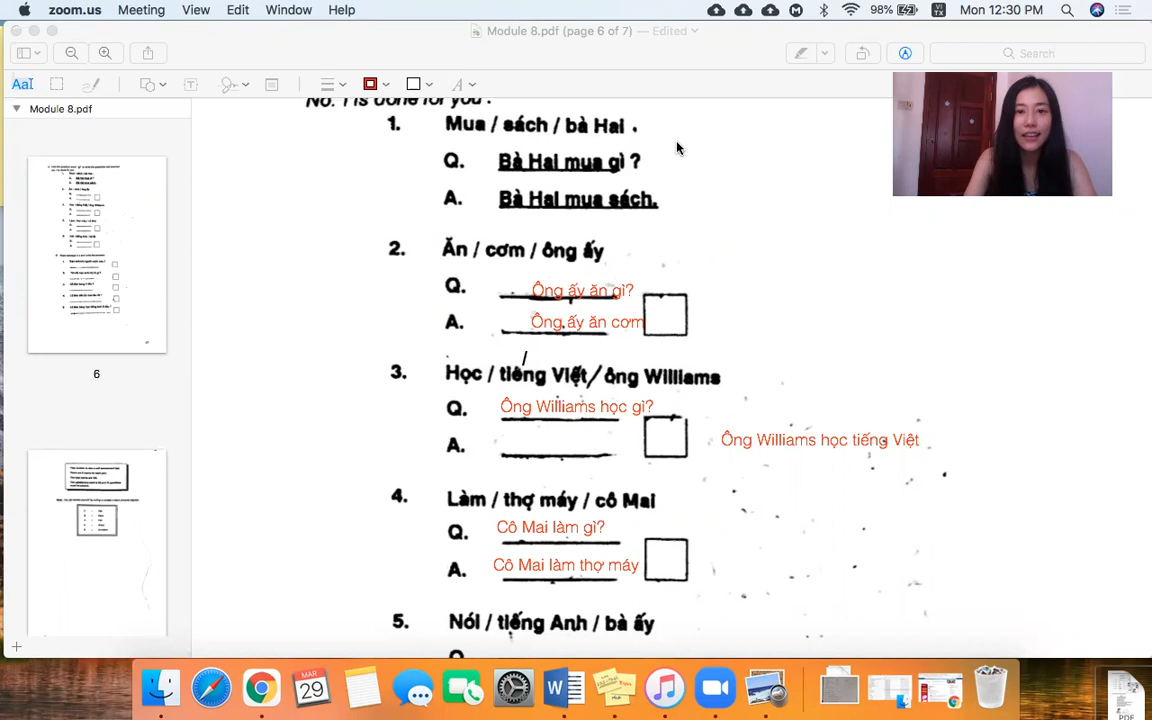 zoom.us Meeting View Edit Window Help
98% VI TX Mon 12:30 PM
Module 8.pdf (page 6 of 7) — Edited
Search
AaI
T
A
Module 8.pdf
6
No. 1 is done for you .
1. Mua / sách / bà Hai .
Q. Bà Hai mua gì ?
A. Bà Hai mua sách.
2. Ăn / cơm / ông ấy
Q. Ông ấy ăn gì?
A. Ông ấy ăn cơm
3. Học / tiếng Việt/ông Williams
Q. Ông Williams học gì?
A. Ông Williams học tiếng Việt
4. Làm / thợ máy / cô Mai
Q. Cô Mai làm gì?
A. Cô Mai làm thợ máy
5. Nói / tiếng Anh / bà ấy
Q.
MAR
29
W
PDF